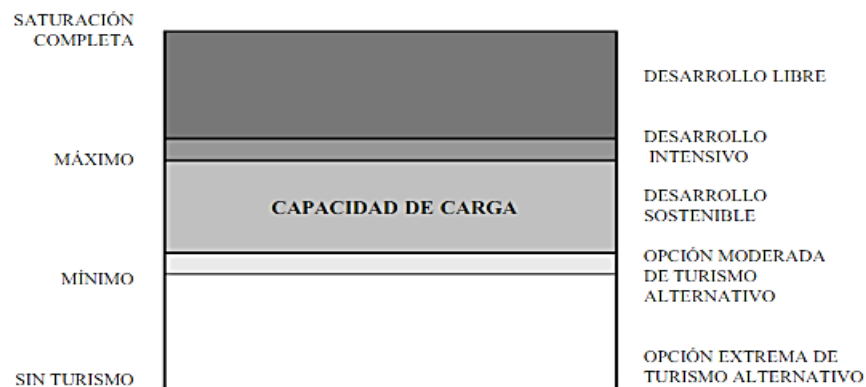 SATURACIÓN
COMPLETA
DESARROLLO LIBRE
DESARROLLO
INTENSIVO
MÁXIMO
CAPACIDAD DE CARGA
DESARROLLO
SOSTENIBLE
OPCIÓN MODERADA
DE TURISMO
ALTERNATIVO
MÍNIMO
OPCIÓN EXTREMA DE
TURISMO ALTERNATIVO
SIN TURISMO